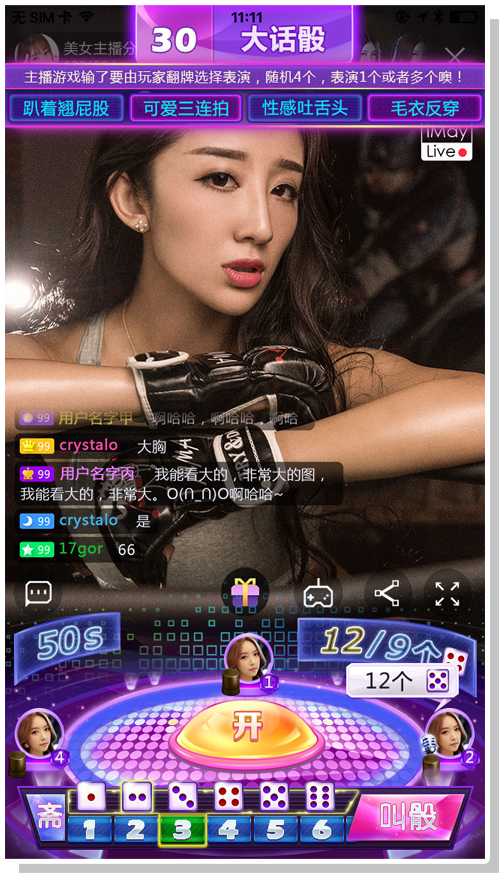 无 SIM 卡
11:11
美女主播分
30
大话骰
主播游戏输了要由玩家翻牌选择表演，随机4个，表演1个或者多个噢！
趴着翘屁股
可爱三连拍
性感吐舌头
毛衣反穿
iMay
Live
99 用户名字甲 啊哈哈，啊哈哈，啊哈
99 crystalo 大胸
99 用户名字丙 我能看大的，非常大的图，
我能看大的，非常大。O(∩_∩)O啊哈哈~
99 crystalo 是
99 17gor 66
50S
12/9个
12个
1
开
4
2
斋
1 2 3 4 5 6
叫骰